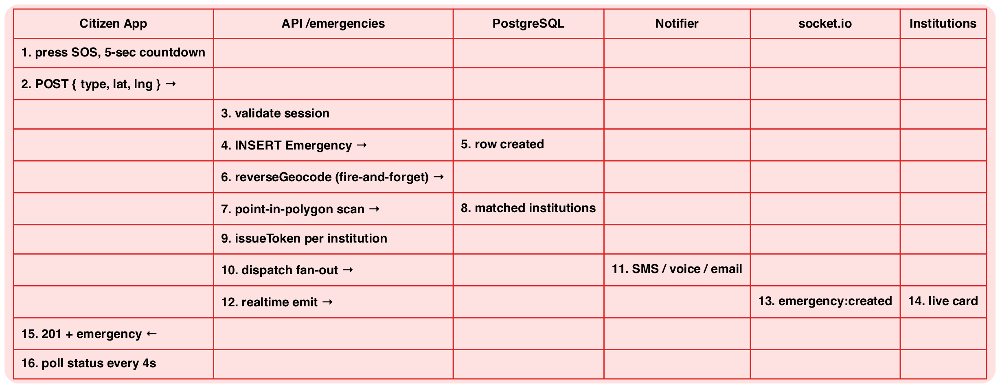 Citizen App
API /emergencies
PostgreSQL
Notifier
socket.io
Institutions
1. press SOS, 5-sec countdown
2. POST { type, lat, lng } →
3. validate session
4. INSERT Emergency →
5. row created
6. reverseGeocode (fire-and-forget) →
7. point-in-polygon scan →
8. matched institutions
9. issueToken per institution
10. dispatch fan-out →
11. SMS / voice / email
12. realtime emit →
13. emergency:created
14. live card
15. 201 + emergency ←
16. poll status every 4s